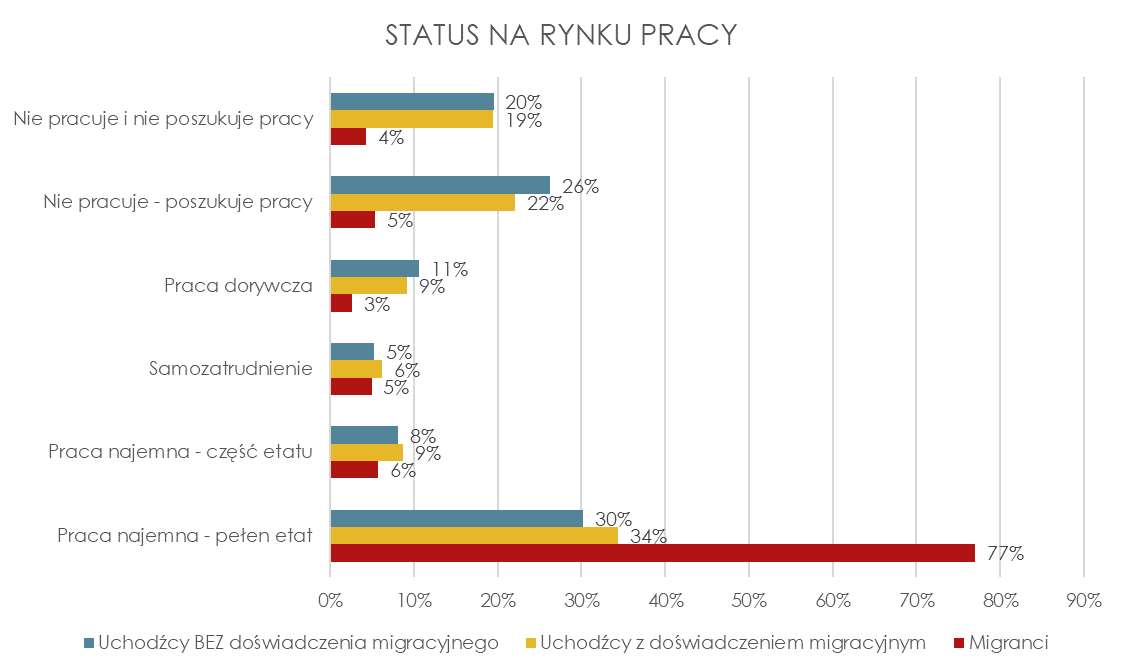 STATUS NA RYNKU PRACY
Nie pracuje i nie poszukuje pracy
20%
19%
4%
Nie pracuje - poszukuje pracy
26%
22%
5%
Praca dorywcza
11%
9%
3%
Samozatrudnienie
5%
6%
5%
Praca najemna - część etatu
8%
9%
6%
Praca najemna - pełen etat
30%
34%
77%
0% 10% 20% 30% 40% 50% 60% 70% 80% 90%
Uchodźcy BEZ doświadczenia migracyjnego Uchodźcy z doświadczeniem migracyjnym Migranci